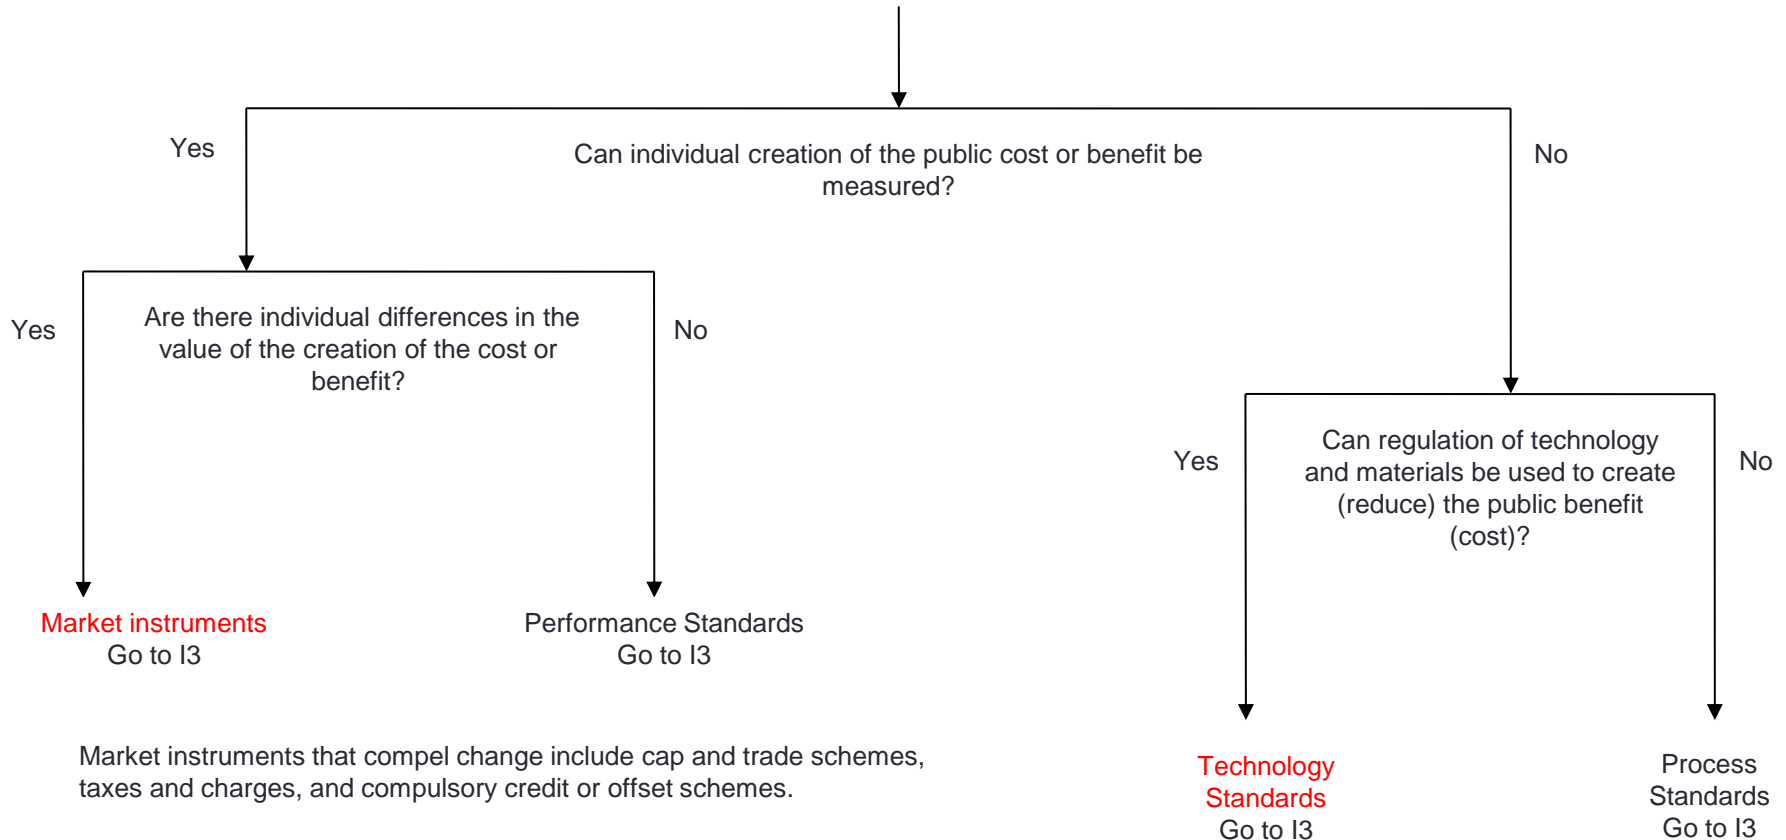 Yes
Can individual creation of the public cost or benefit be
measured?
No
Yes
Are there individual differences in the
value of the creation of the cost or
benefit?
No
Yes
Can regulation of technology
and materials be used to create
(reduce) the public benefit
(cost)?
No
Market instruments
Go to I3
Performance Standards
Go to I3
Market instruments that compel change include cap and trade schemes,
taxes and charges, and compulsory credit or offset schemes.
Technology
Standards
Go to I3
Process
Standards
Go to I3